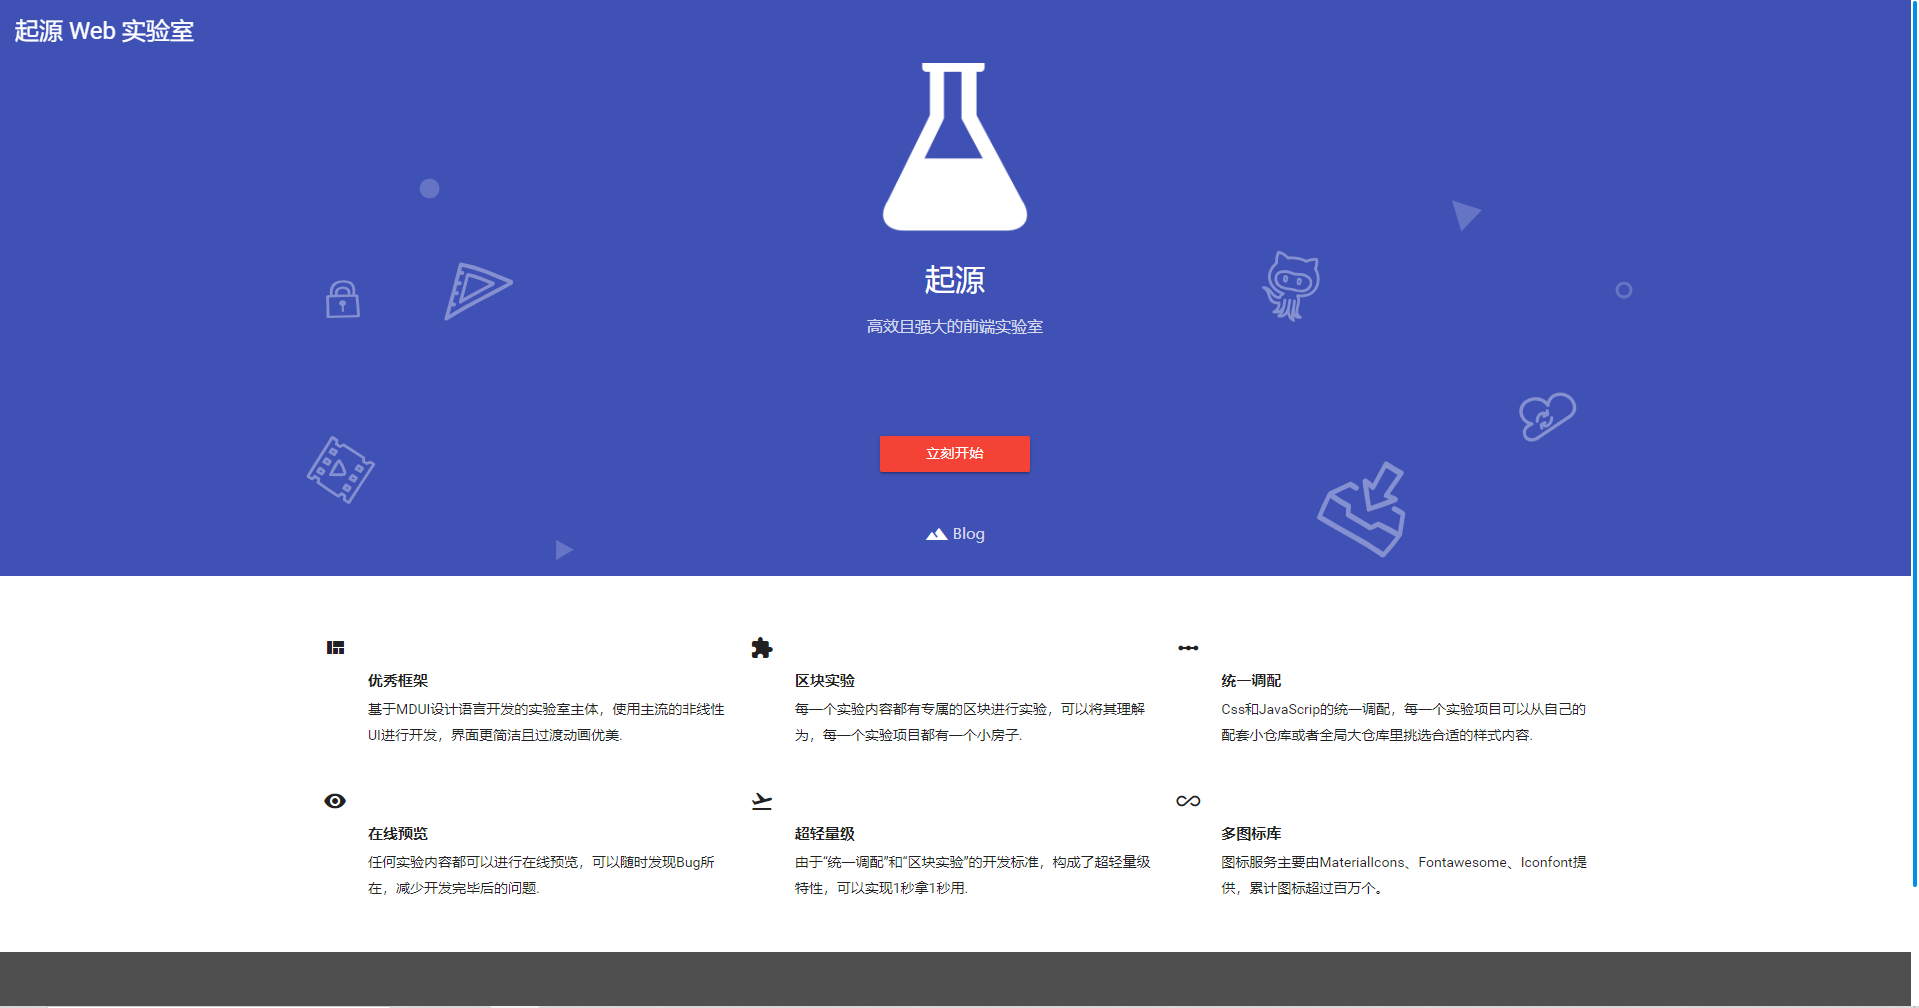 起源 Web 实验室
起源
高效且强大的前端实验室
立刻开始
Blog
优秀框架
基于MDUI设计语言开发的实验室主体，使用主流的非线性
UI进行开发，界面更简洁且过渡动画优美.
区块实验
每一个实验内容都有专属的区块进行实验，可以将其理解
为，每一个实验项目都有一个小房子.
统一调配
Css和JavaScrip的统一调配，每一个实验项目可以从自己的
配套小仓库或者全局大仓库里挑选合适的样式内容.
在线预览
任何实验内容都可以进行在线预览，可以随时发现Bug所
在，减少开发完毕后的问题.
超轻量级
由于“统一调配”和“区块实验”的开发标准，构成了超轻量级
特性，可以实现1秒拿1秒用.
多图标库
图标服务主要由MaterialIcons、Fontawesome、Iconfont提
供，累计图标超过百万个。